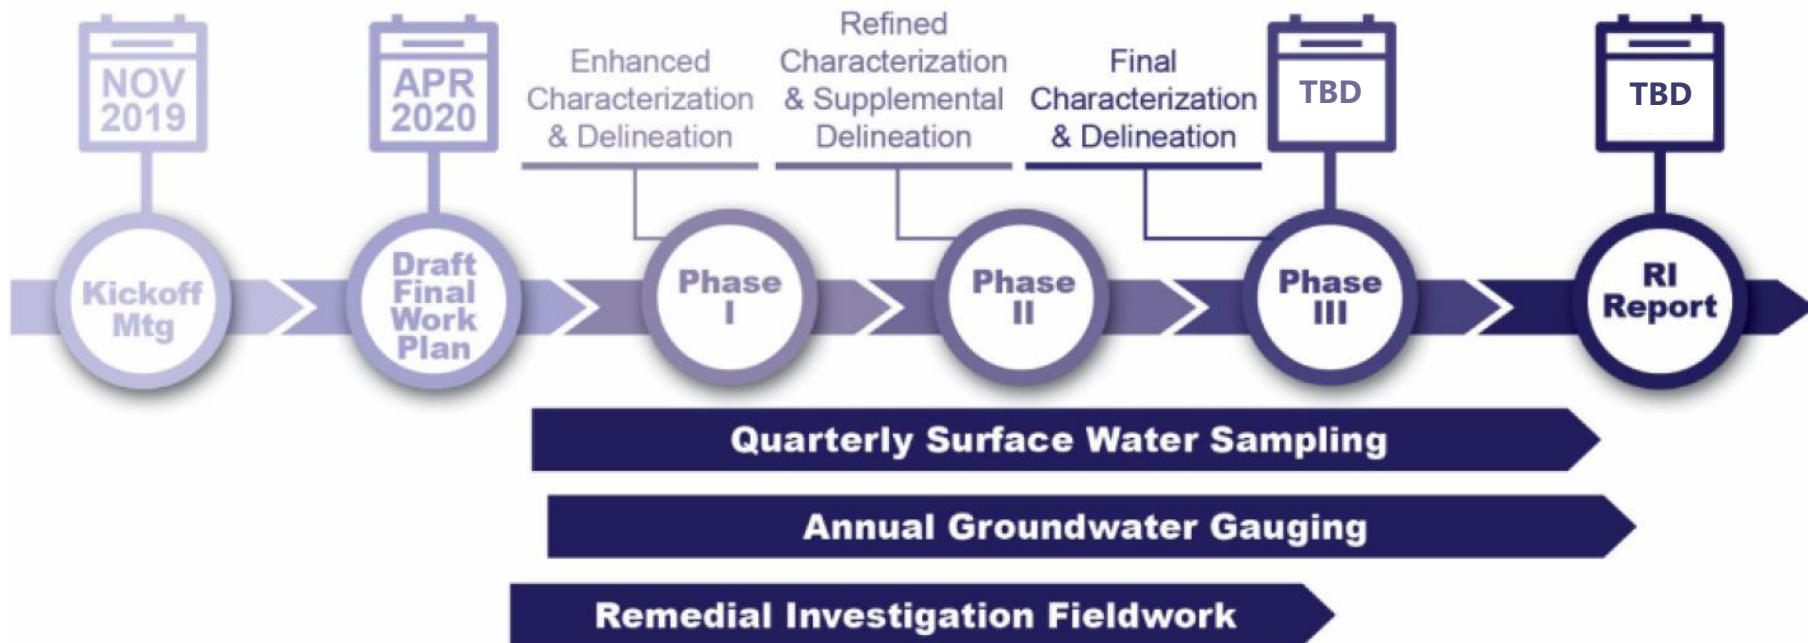 NOV
2019
APR
2020
Enhanced
Characterization
& Delineation
Refined
Characterization
& Supplemental
Delineation
Final
Characterization
& Delineation
TBD
TBD
Kickoff
Mtg
Draft
Final
Work
Plan
Phase
I
Phase
II
Phase
III
RI
Report
Quarterly Surface Water Sampling
Annual Groundwater Gauging
Remedial Investigation Fieldwork